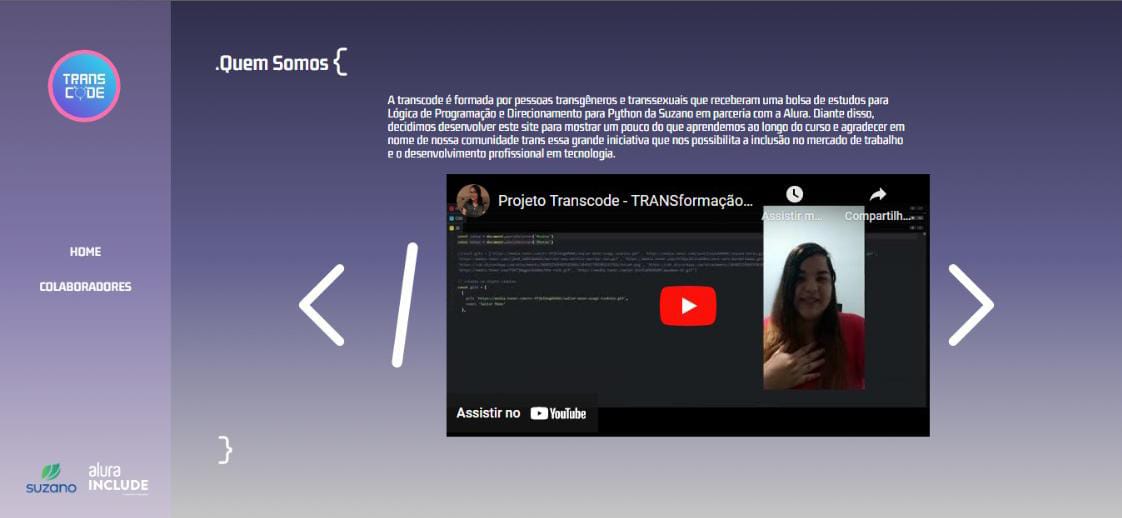 TRANS
CODE
HOME
COLABORADORES
suzano
alura
INCLUDE
.Quem Somos {
A transcode é formada por pessoas transgêneros e transsexuais que receberam uma bolsa de estudos para
Lógica de Programação e Direcionamento para Python da Suzano em parceria com a Alura. Diante disso,
decidimos desenvolver este site para mostrar um pouco do que aprendemos ao longo do curso e agradecer em
nome de nossa comunidade trans essa grande iniciativa que nos possibilita a inclusão no mercado de trabalho
e o desenvolvimento profissional em tecnologia.
Projeto Transcode - TRANSformação...
Assistir m...
Compartilh...
< / >
Assistir no YouTube
}